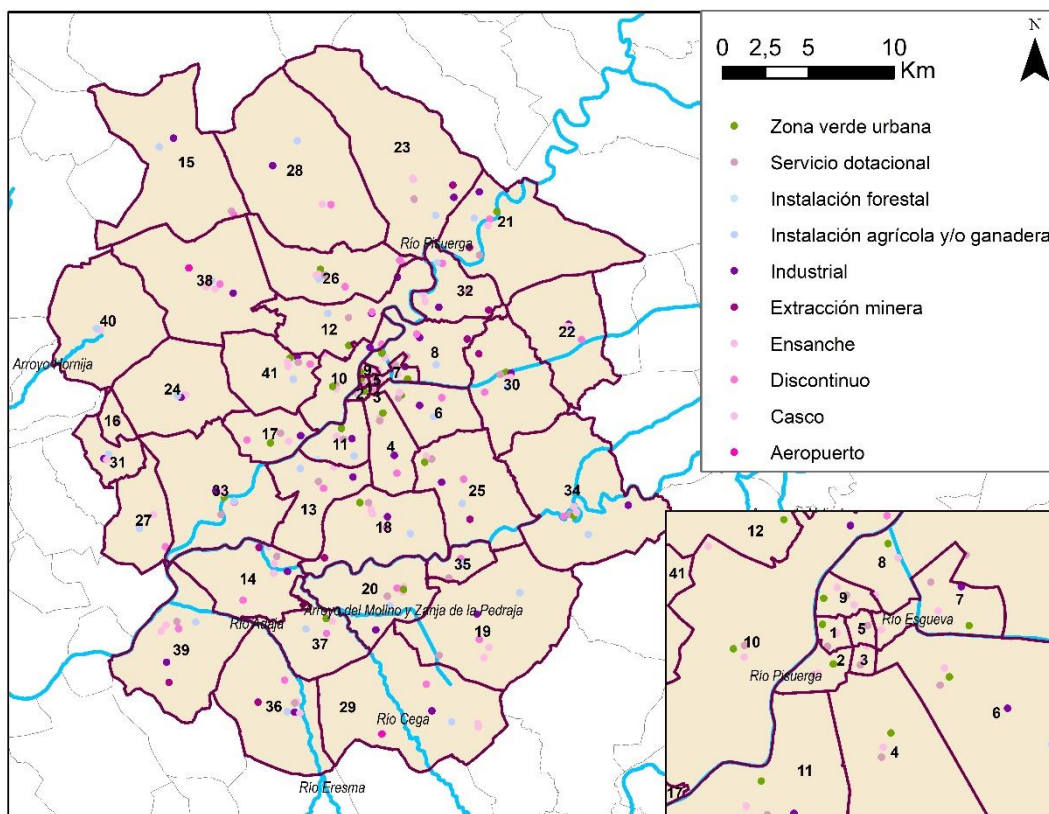 N
0 2,5 5 10
Km
Zona verde urbana
Servicio dotacional
Instalación forestal
Instalación agrícola y/o ganadera
Industrial
Extracción minera
Ensanche
Discontinuo
Casco
Aeropuerto
15
28
23
21
Río Pisuerga
38
26
32
40
12
22
Arroyo Hornija
8
24
41
10
9
7
30
2
3
16
6
17
11
4
31
33
13
25
34
27
18
14
35
20
Arroyo del Molino y Zanja de la Pedraja
Río Adaja
37
19
39
36
29
Río Cega
Río Eresma
12
41
8
9
7
1
5
Río Esgueva
10
2
3
Río Pisuerga
6
4
11
17